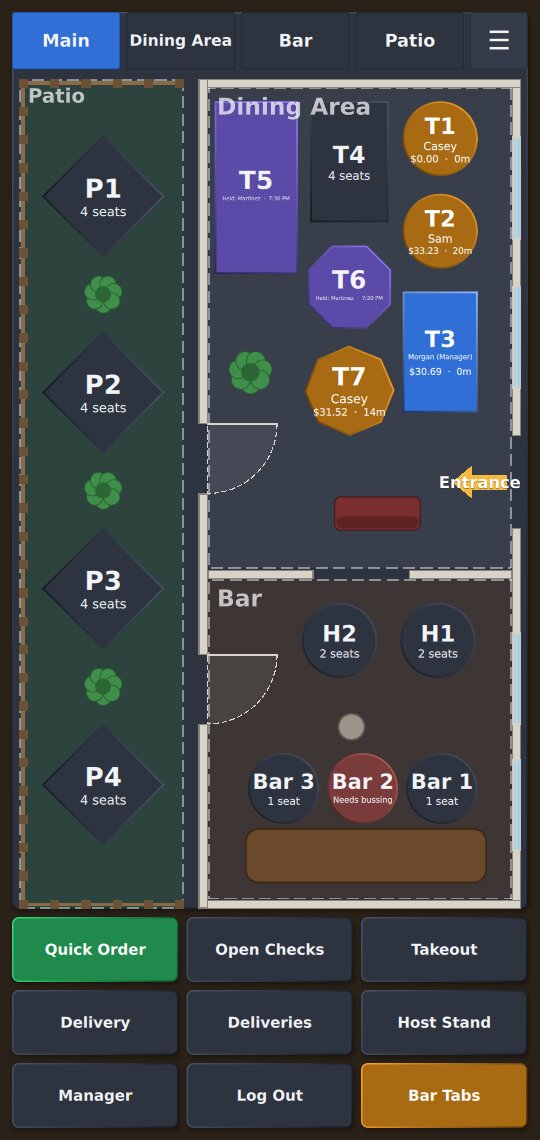 Main
Dining Area
Bar
Patio
Patio
Dining Area
P1
4 seats
P2
4 seats
P3
4 seats
P4
4 seats
T5
Held: Martinez · 7:30 PM
T4
4 seats
T1
Casey
$0.00 · 0m
T2
Sam
$33.23 · 20m
T6
Held: Martinez 7:30 PM
T3
Morgan (Manager)
$30.69 · 0m
T7
Casey
$31.52 · 14m
Entrance
Bar
H2
2 seats
H1
2 seats
Bar 3
1 seat
Bar 2
Needs bussing
Bar 1
1 seat
Quick Order
Open Checks
Takeout
Delivery
Deliveries
Host Stand
Manager
Log Out
Bar Tabs